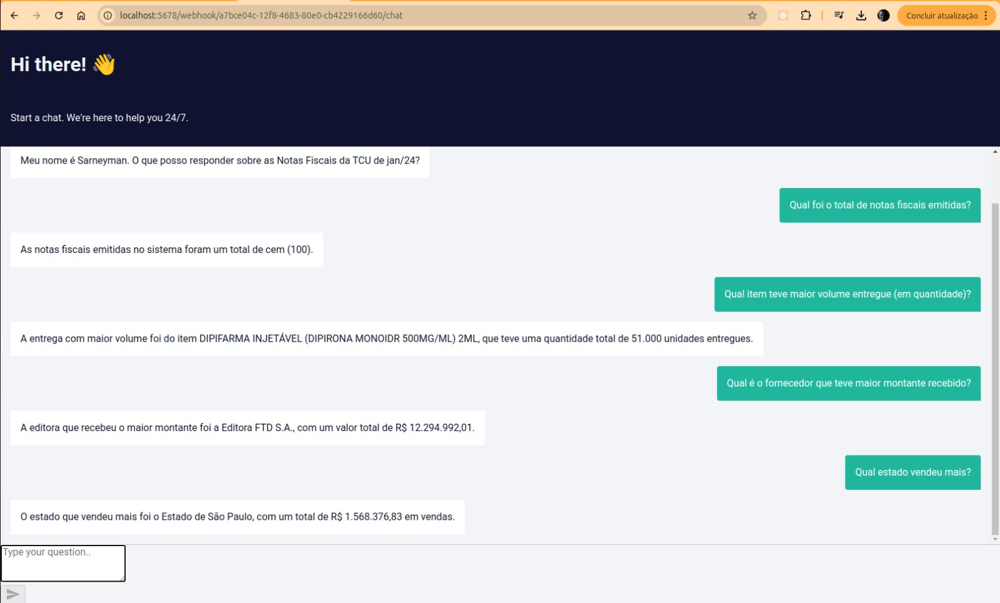 localhost:5678/webhook/a7bce04c-12f8-4683-80e0-cb4229166d60/chat
Concluir atualização
Hi there! 👋
Start a chat. We're here to help you 24/7.
Meu nome é Sarneyman. O que posso responder sobre as Notas Fiscais da TCU de jan/24?
Qual foi o total de notas fiscais emitidas?
As notas fiscais emitidas no sistema foram um total de cem (100).
Qual item teve maior volume entregue (em quantidade)?
A entrega com maior volume foi do item DIPIFARMA INJETÁVEL (DIPIRONA MONOIDR 500MG/ML) 2ML, que teve uma quantidade total de 51.000 unidades entregues.
Qual é o fornecedor que teve maior montante recebido?
A editora que recebeu o maior montante foi a Editora FTD S.A., com um valor total de R$ 12.294.992,01.
Qual estado vendeu mais?
O estado que vendeu mais foi o Estado de São Paulo, com um total de R$ 1.568.376,83 em vendas.
Type your question..